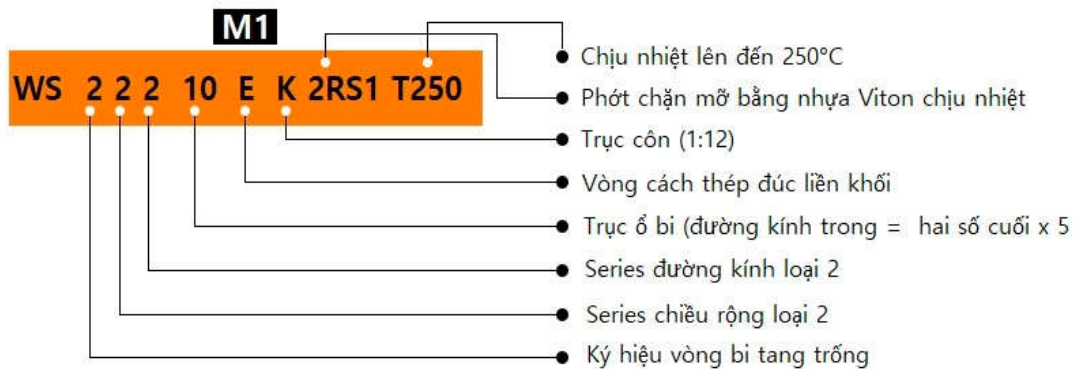 M1
WS 2 2 2 10 E K 2RS1 T250
Chịu nhiệt lên đến 250°C
Phớt chặn mỡ bằng nhựa Viton chịu nhiệt
Trục côn (1:12)
Vòng cách thép đúc liền khối
Trục ổ bi (đường kính trong = hai số cuối x 5
Series đường kính loại 2
Series chiều rộng loại 2
Ký hiệu vòng bi tang trống